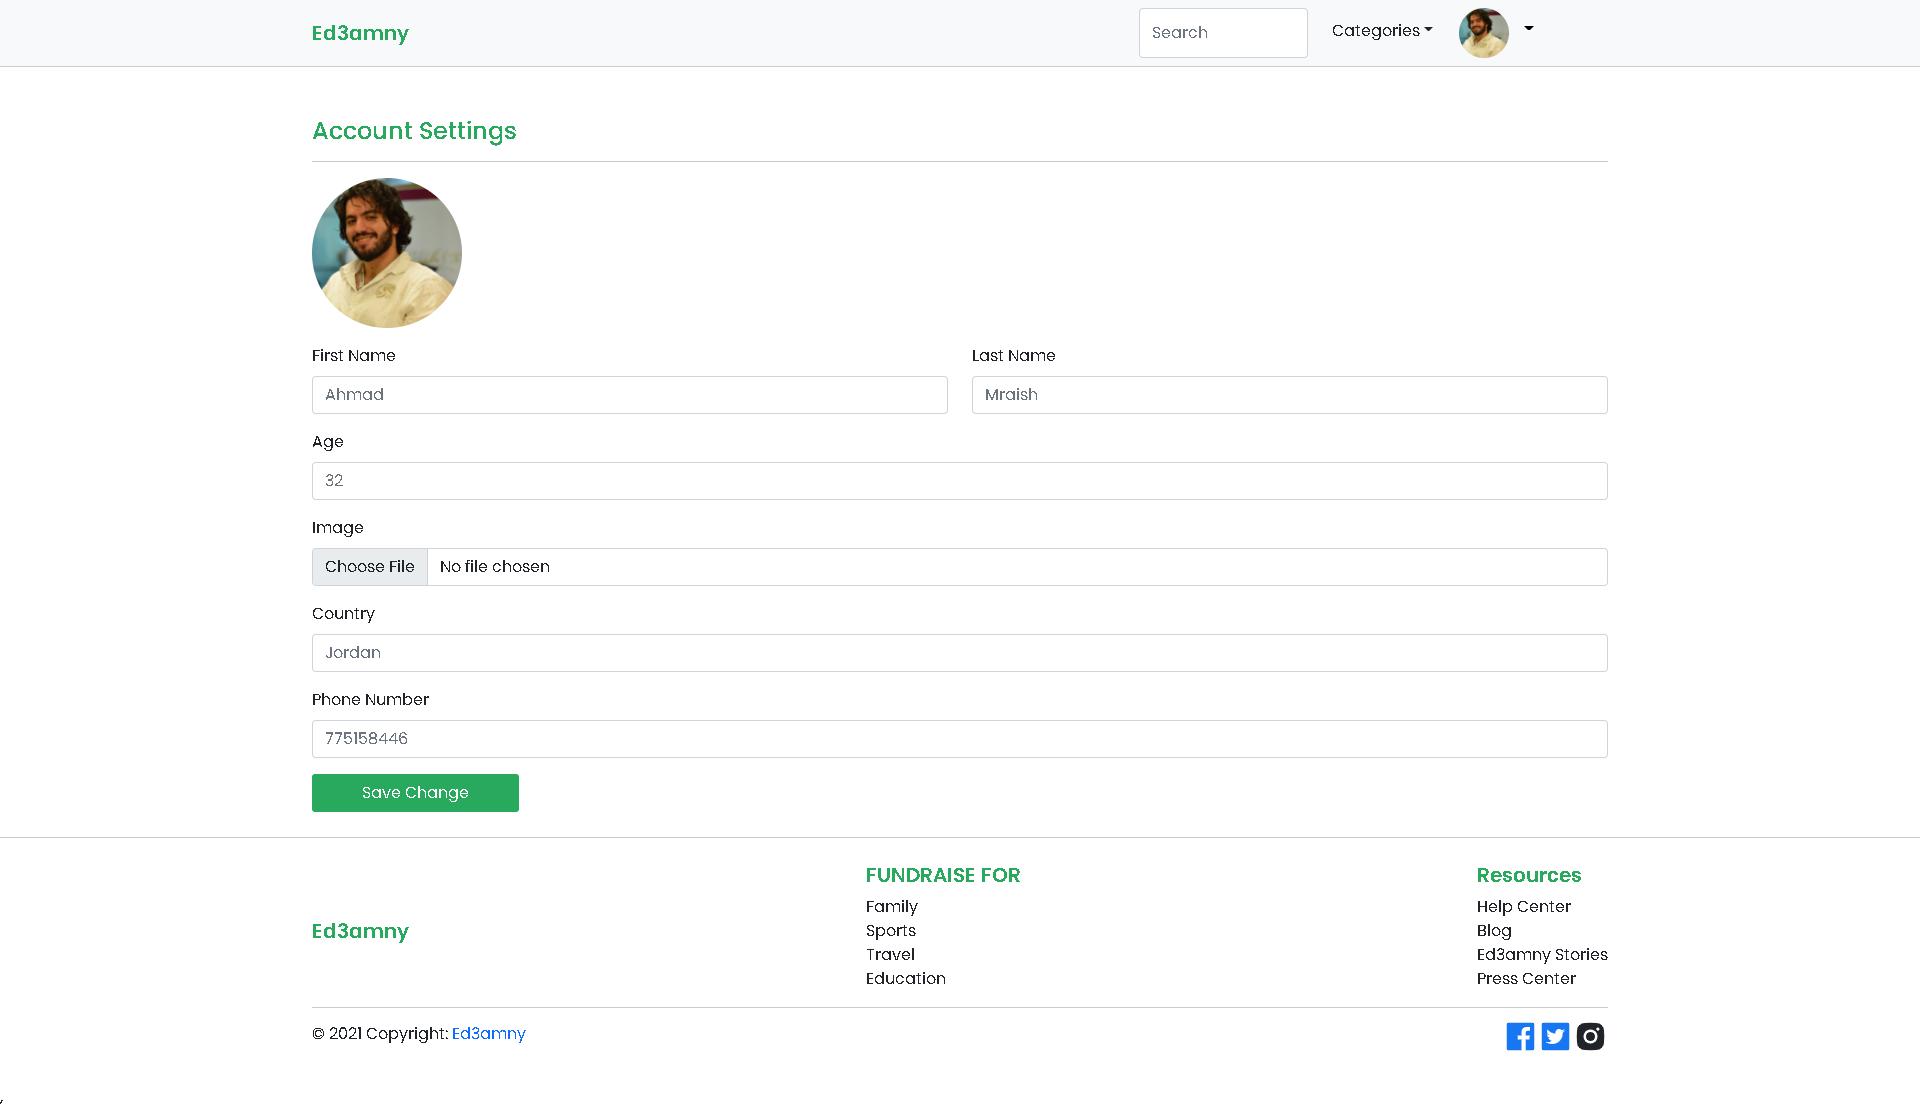 Ed3amny
Search
Categories
Account Settings
First Name
Last Name
Ahmad
Mraish
Age
32
Image
Choose File
No file chosen
Country
Jordan
Phone Number
775158446
Save Change
Ed3amny
FUNDRAISE FOR
Family
Sports
Travel
Education
Resources
Help Center
Blog
Ed3amny Stories
Press Center
© 2021 Copyright: Ed3amny